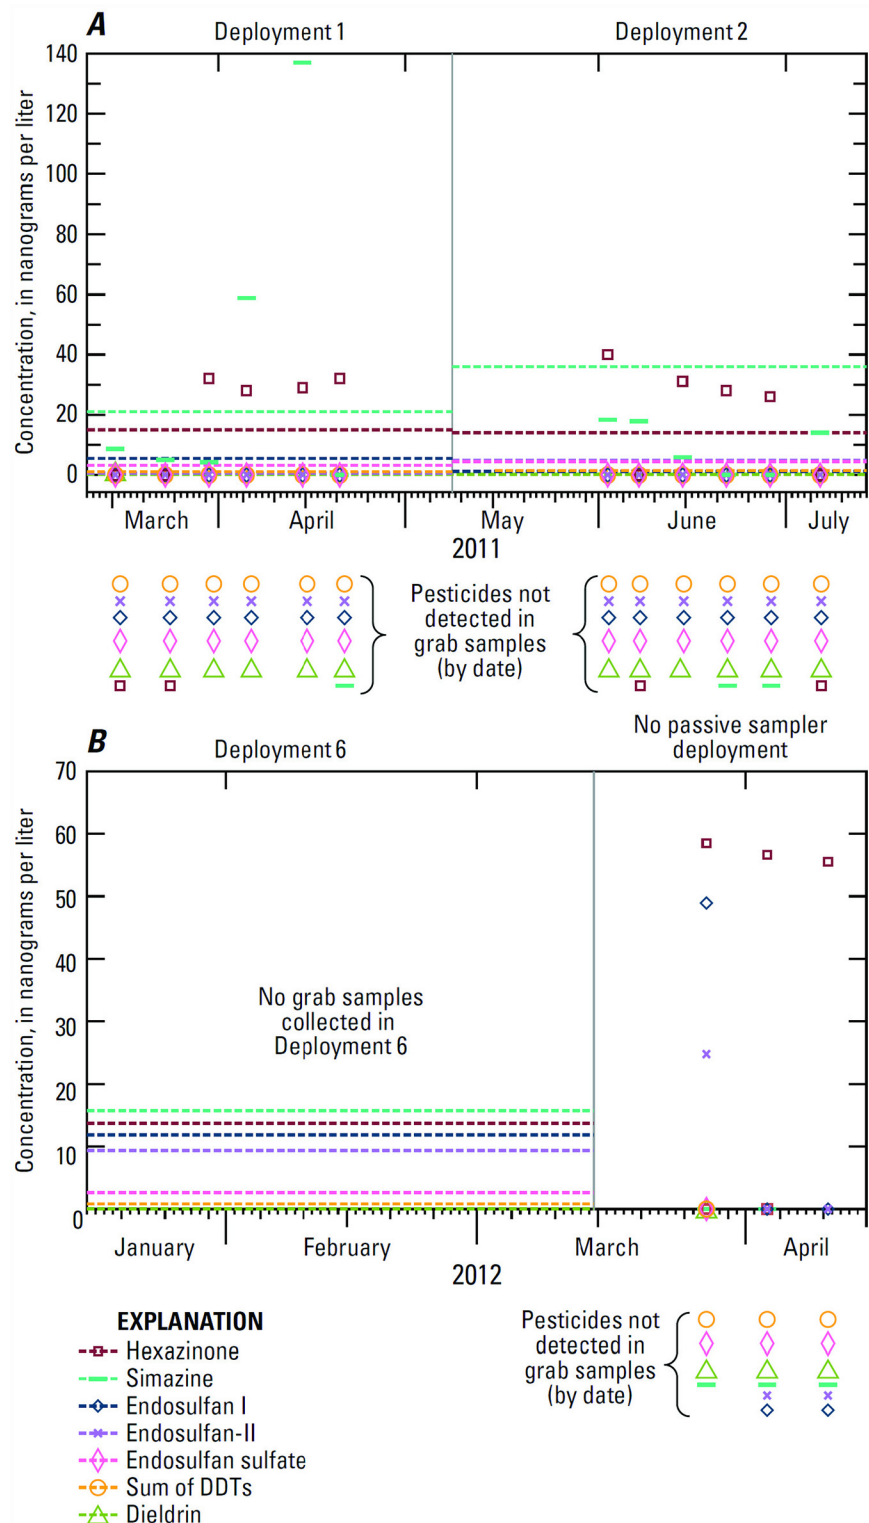 A
Deployment 1
Deployment 2
Concentration, in nanograms per liter
140
120
100
80
60
40
20
0
March
April
May
June
July
2011
Pesticides not
detected in
grab samples
(by date)
B
Deployment 6
No passive sampler
deployment
Concentration, in nanograms per liter
70
60
50
40
30
20
10
0
No grab samples
collected in
Deployment 6
January
February
March
April
2012
EXPLANATION
Hexazinone
Simazine
Endosulfan I
Endosulfan-II
Endosulfan sulfate
Sum of DDTs
Dieldrin
Pesticides not
detected in
grab samples
(by date)